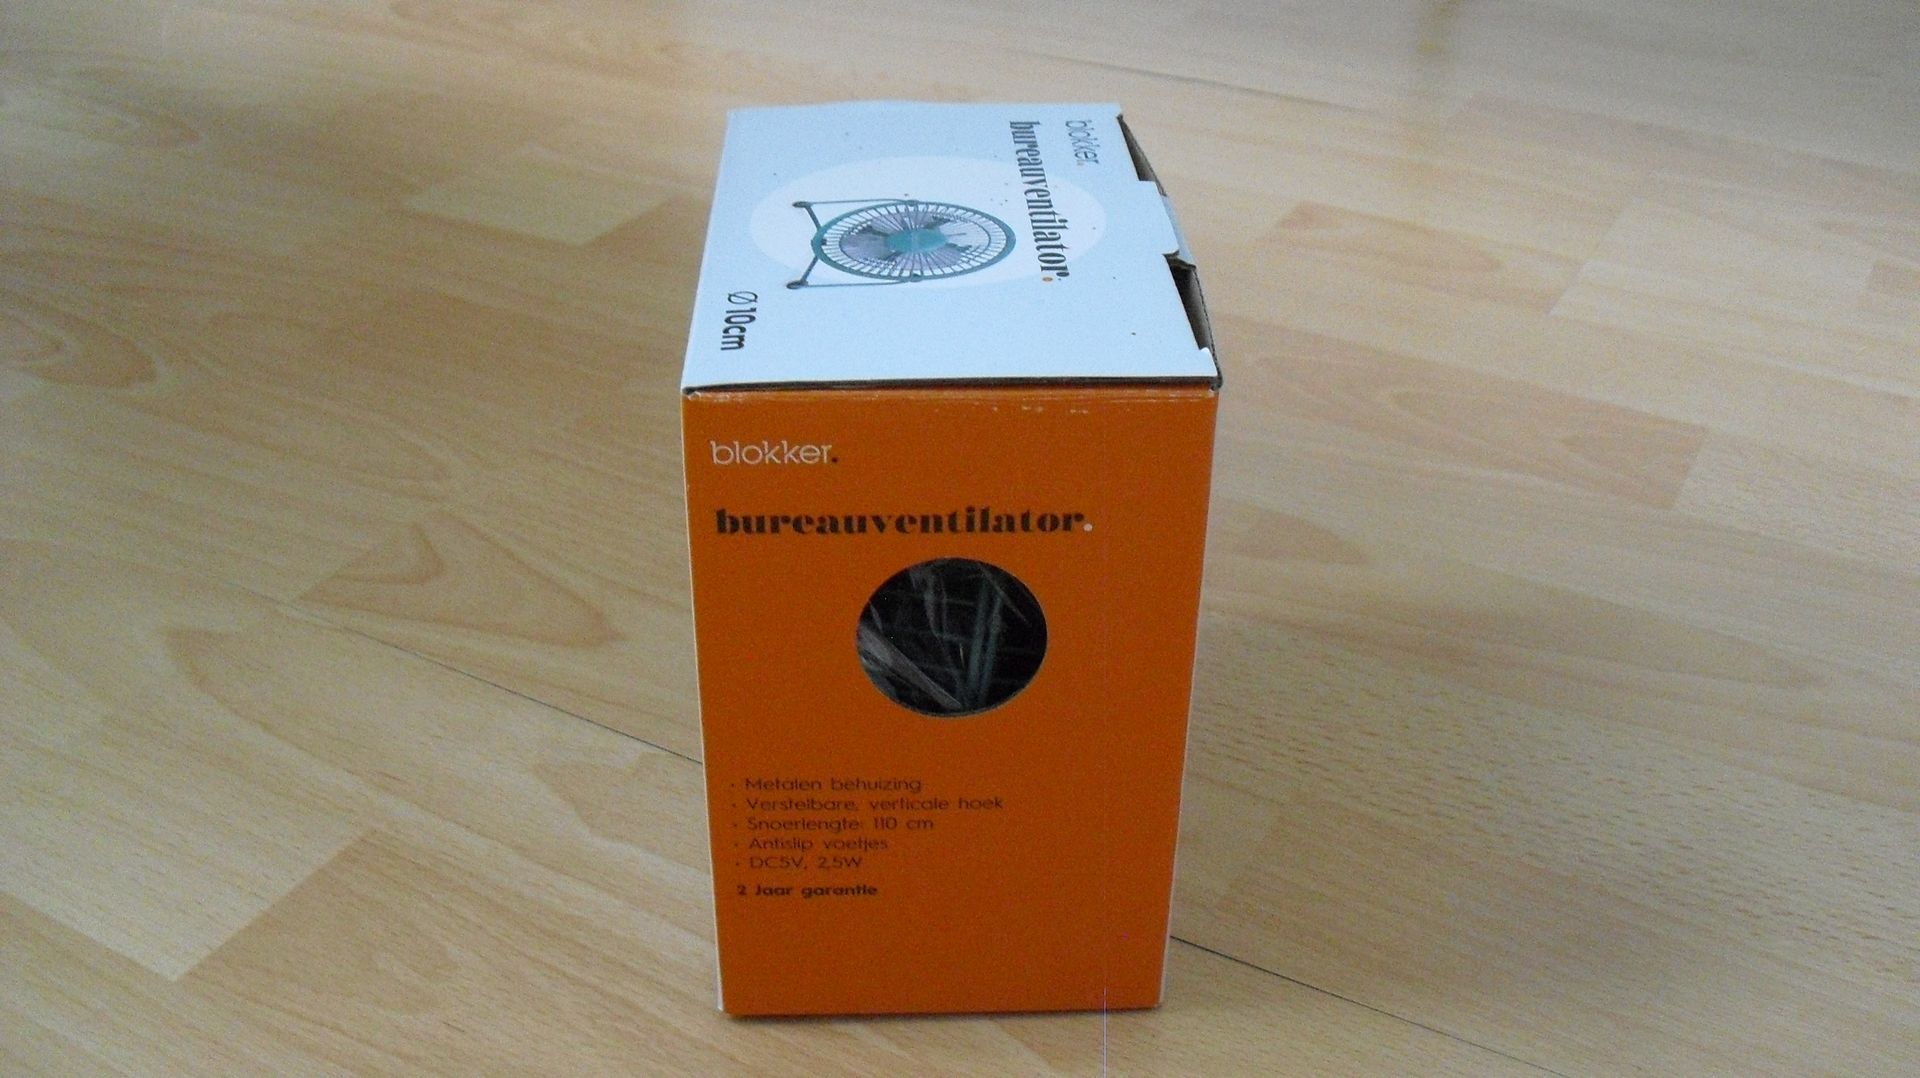 blokker.
bureauventilator.
Ø 10cm
blokker.
bureauventilator.
• Metalen behuizing
• Verstelbare, verticale hoek
• Snoerlengte: 110 cm
• Antislip voetjes
• DC5V, 2,5W
2 Jaar garantie